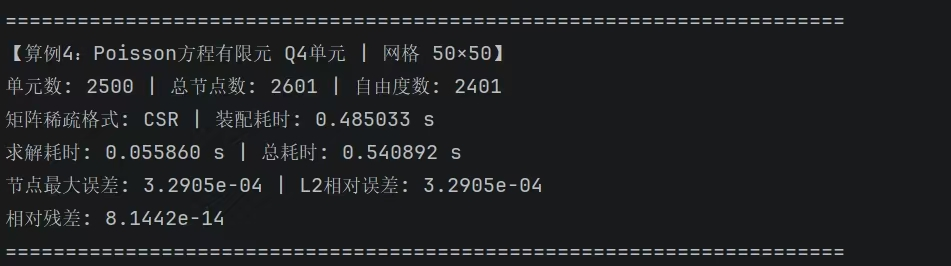 ======================================================================
【算例4：Poisson方程有限元 Q4单元 | 网格 50×50】
单元数: 2500 | 总节点数: 2601 | 自由度数: 2401
矩阵稀疏格式: CSR | 装配耗时: 0.485033 s
求解耗时: 0.055860 s | 总耗时: 0.540892 s
节点最大误差: 3.2905e-04 | L2相对误差: 3.2905e-04
相对残差: 8.1442e-14
======================================================================